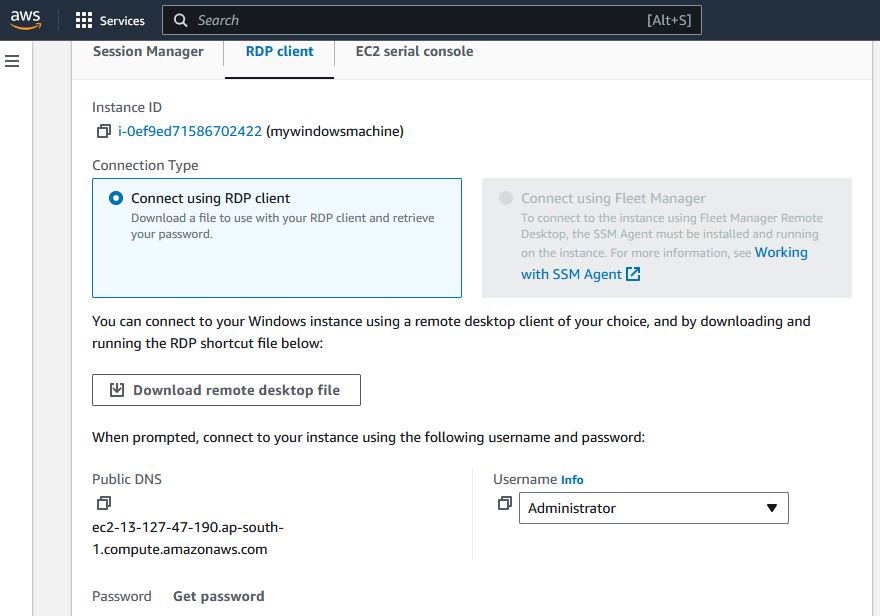 aws Services Search [Alt+S]
Session Manager RDP client EC2 serial console
Instance ID
i-0ef9ed71586702422 (mywindowsmachine)
Connection Type
Connect using RDP client
Download a file to use with your RDP client and retrieve
your password.
Connect using Fleet Manager
To connect to the instance using Fleet Manager Remote
Desktop, the SSM Agent must be installed and running
on the instance. For more information, see Working
with SSM Agent
You can connect to your Windows instance using a remote desktop client of your choice, and by downloading and
running the RDP shortcut file below:
Download remote desktop file
When prompted, connect to your instance using the following username and password:
Public DNS
ec2-13-127-47-190.ap-south-
1.compute.amazonaws.com
Username Info
Administrator
Password Get password